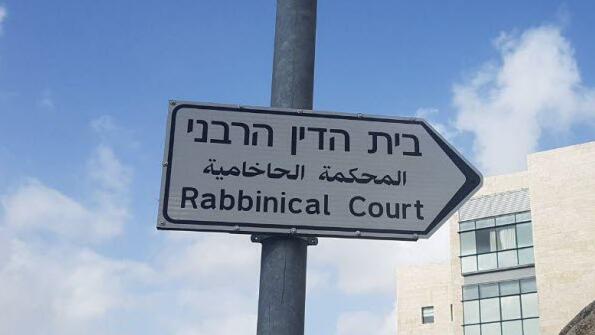 בית הדין הרבני
المحكمة الحاخامية
Rabbinical Court